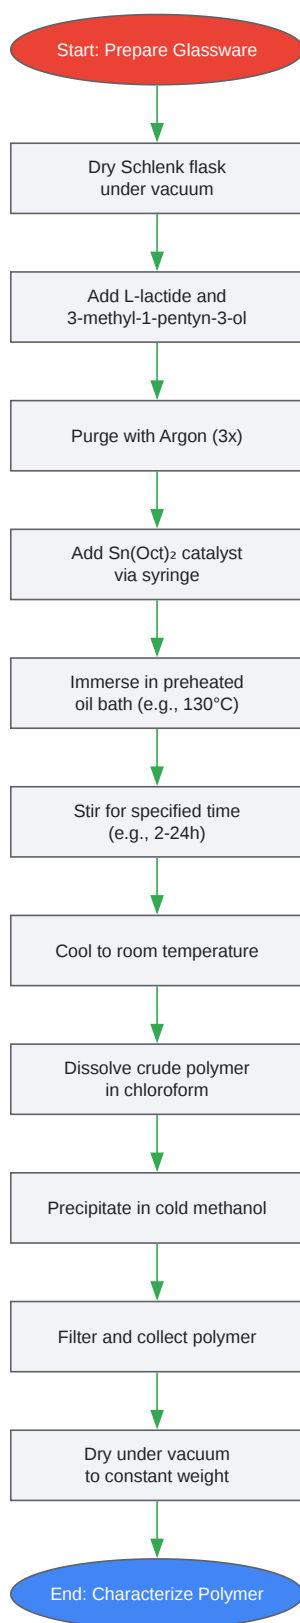 Start: Prepare Glassware
Dry Schlenk flask
under vacuum
Add L-lactide and
3-methyl-1-pentyn-3-ol
Purge with Argon (3x)
Add Sn(Oct)₂ catalyst
via syringe
Immerse in preheated
oil bath (e.g., 130°C)
Stir for specified time
(e.g., 2-24h)
Cool to room temperature
Dissolve crude polymer
in chloroform
Precipitate in cold methanol
Filter and collect polymer
Dry under vacuum
to constant weight
End: Characterize Polymer